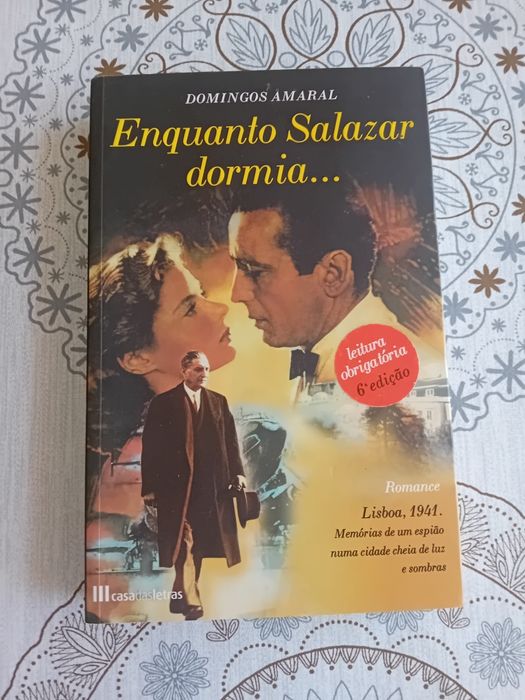 DOMINGOS AMARAL
Enquanto Salazar
dormia...
leitura
obrigatória
6ª edição
Romance
Lisboa, 1941.
Memórias de um espião
numa cidade cheia de luz
e sombras
casadasletras